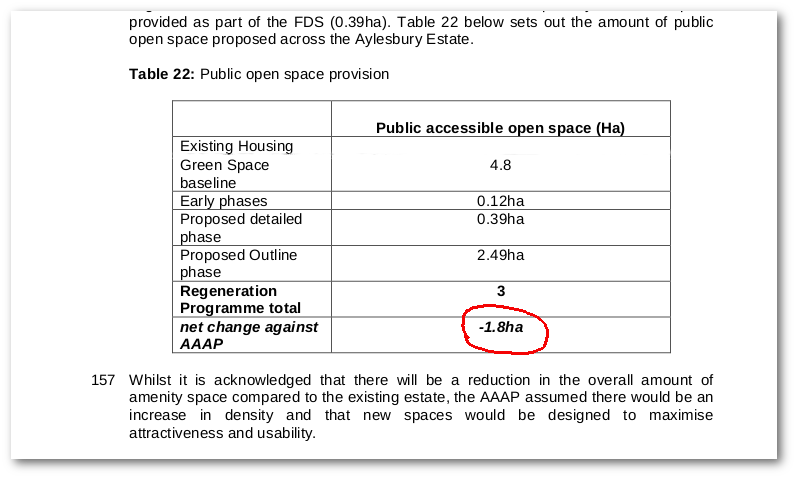 provided as part of the FDS (0.39ha). Table 22 below sets out the amount of public
open space proposed across the Aylesbury Estate.
Table 22: Public open space provision
Public accessible open space (Ha)
Existing Housing
Green Space
baseline
4.8
Early phases
0.12ha
Proposed detailed
phase
0.39ha
Proposed Outline
phase
2.49ha
Regeneration
Programme total
3
net change against
AAAP
-1.8ha
157 Whilst it is acknowledged that there will be a reduction in the overall amount of
amenity space compared to the existing estate, the AAAP assumed there would be an
increase in density and that new spaces would be designed to maximise
attractiveness and usability.